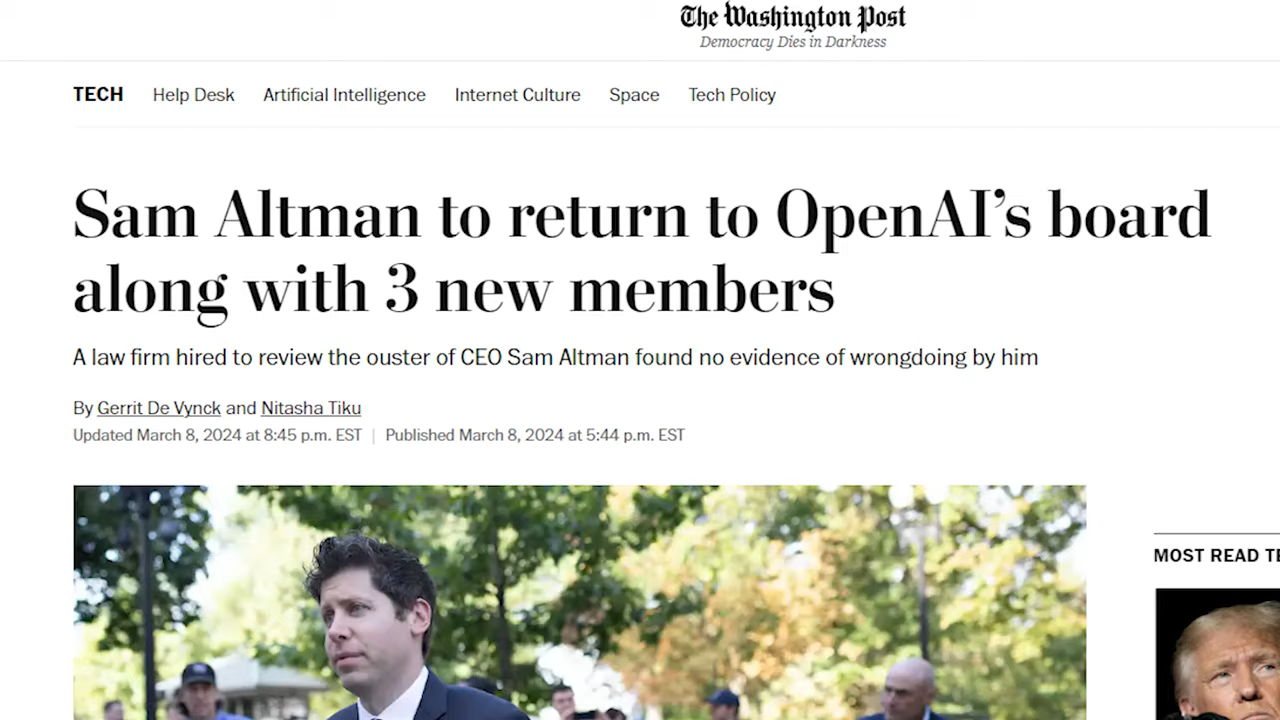 The Washington Post
Democracy Dies in Darkness
TECH Help Desk Artificial Intelligence Internet Culture Space Tech Policy
Sam Altman to return to OpenAI’s board
along with 3 new members
A law firm hired to review the ouster of CEO Sam Altman found no evidence of wrongdoing by him
By Gerrit De Vynck and Nitasha Tiku
Updated March 8, 2024 at 8:45 p.m. EST | Published March 8, 2024 at 5:44 p.m. EST
MOST READ